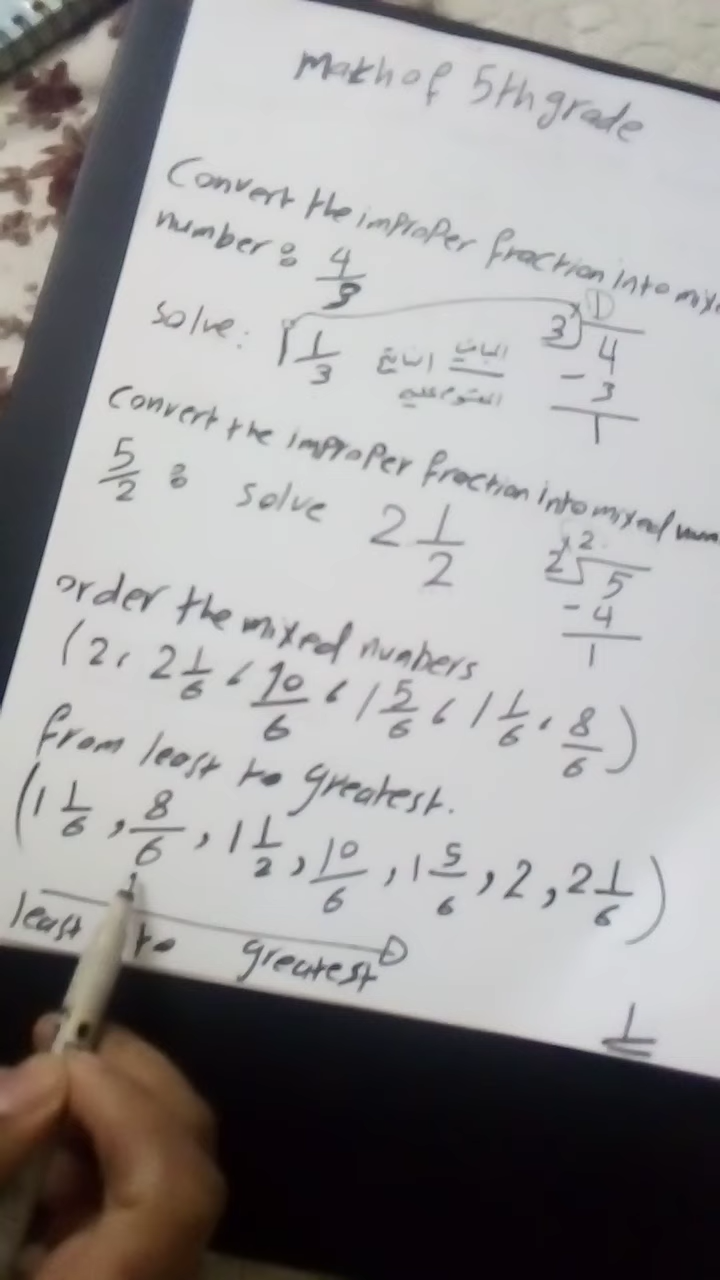 Math of 5th grade
Convert the improper fraction into
number: 4/3
3 4
1
solve: 1 1/3
- 3
1
Convert the improper fraction into mixed
5/2 : solve 2 1/2
2 5
2
- 4
1
order the mixed numbers
(2, 2 1/6, 10/6, 1 5/6, 1 1/6, 8/6)
from least to greatest.
(1 1/6, 8/6, 1 1/2, 10/6, 1 5/6, 2, 2 1/6)
least to greatest
1